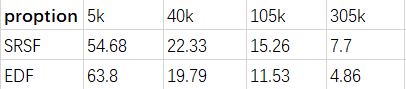 proption 5k 40k 105k 305k
SRSF 54.68 22.33 15.26 7.7
EDF 63.8 19.79 11.53 4.86